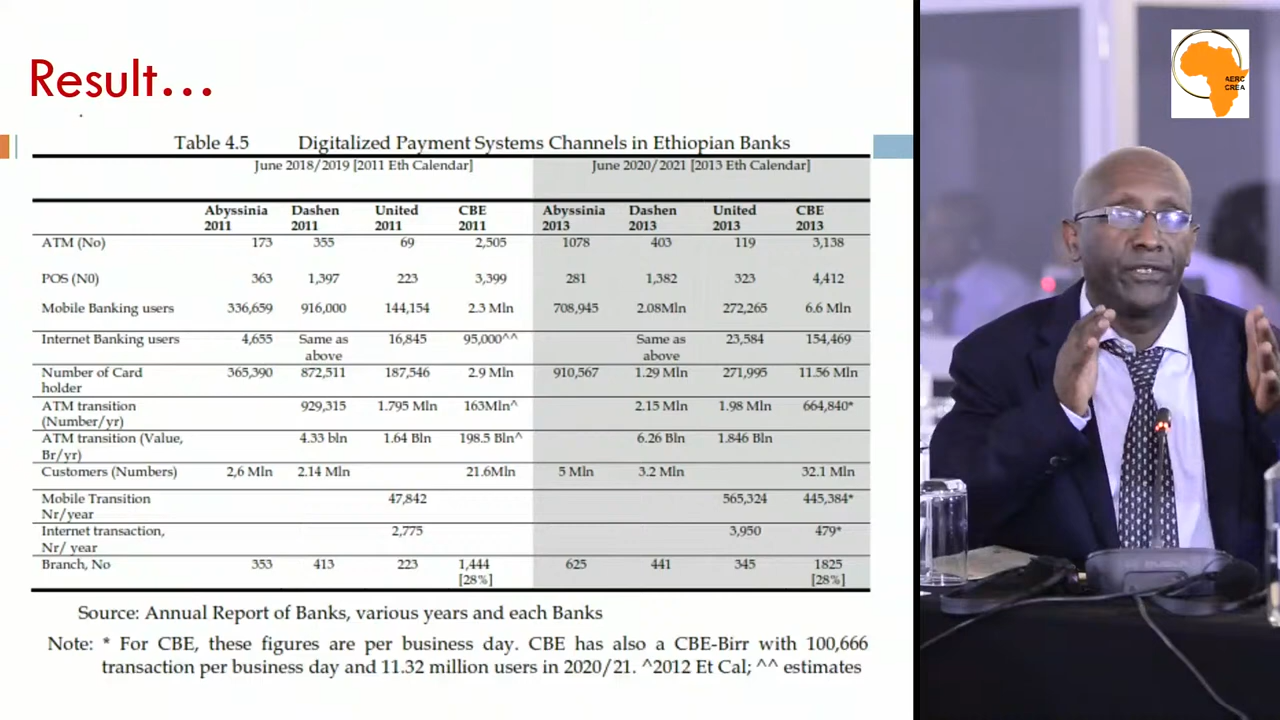 Result...
Table 4.5 Digitalized Payment Systems Channels in Ethiopian Banks
June 2018/2019 [2011 Eth Calendar] June 2020/2021 [2013 Eth Calendar]
Abyssinia Dashen United CBE Abyssinia Dashen United CBE
2011 2011 2011 2011 2013 2013 2013 2013
ATM (No) 173 355 69 2,505 1078 403 119 3,138
POS (N0) 363 1,397 223 3,399 281 1,382 323 4,412
Mobile Banking users 336,659 916,000 144,154 2.3 Mln 708,945 2.08Mln 272,265 6.6 Mln
Internet Banking users 4,655 Same as 16,845 95,000^^ Same as 23,584 154,469
above above
Number of Card 365,390 872,511 187,546 2.9 Mln 910,567 1.29 Mln 271,995 11.56 Mln
holder
ATM transition 929,315 1.795 Mln 163Mln^ 2.15 Mln 1.98 Mln 664,840*
(Number/yr)
ATM transition (Value, 4.33 bln 1.64 Bln 198.5 Bln^ 6.26 Bln 1.846 Bln
Br/yr)
Customers (Numbers) 2,6 Mln 2.14 Mln 21.6Mln 5 Mln 3.2 Mln 32.1 Mln
Mobile Transition 47,842 565,324 445,384*
Nr/year
Internet transaction, 2,775 3,950 479*
Nr/ year
Branch, No 353 413 223 1,444 625 441 345 1825
[28%] [28%]
Source: Annual Report of Banks, various years and each Banks
Note: * For CBE, these figures are per business day. CBE has also a CBE-Birr with 100,666
transaction per business day and 11.32 million users in 2020/21. ^2012 Et Cal; ^^ estimates
AERC
CREA